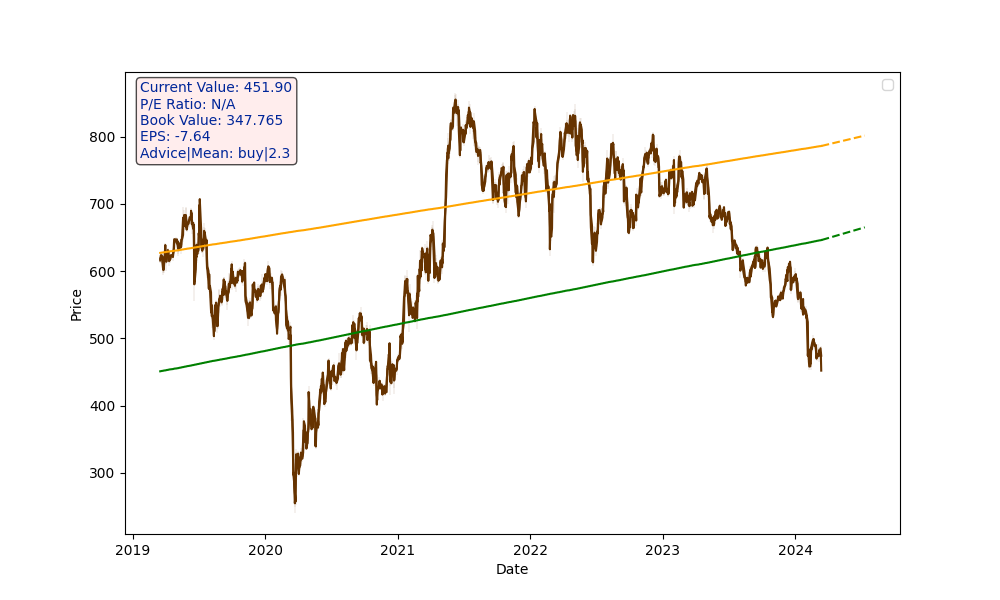 Current Value: 451.90
P/E Ratio: N/A
Book Value: 347.765
EPS: -7.64
Advice|Mean: buy|2.3
800
700
600
500
400
300
Price
2019 2020 2021 2022 2023 2024
Date